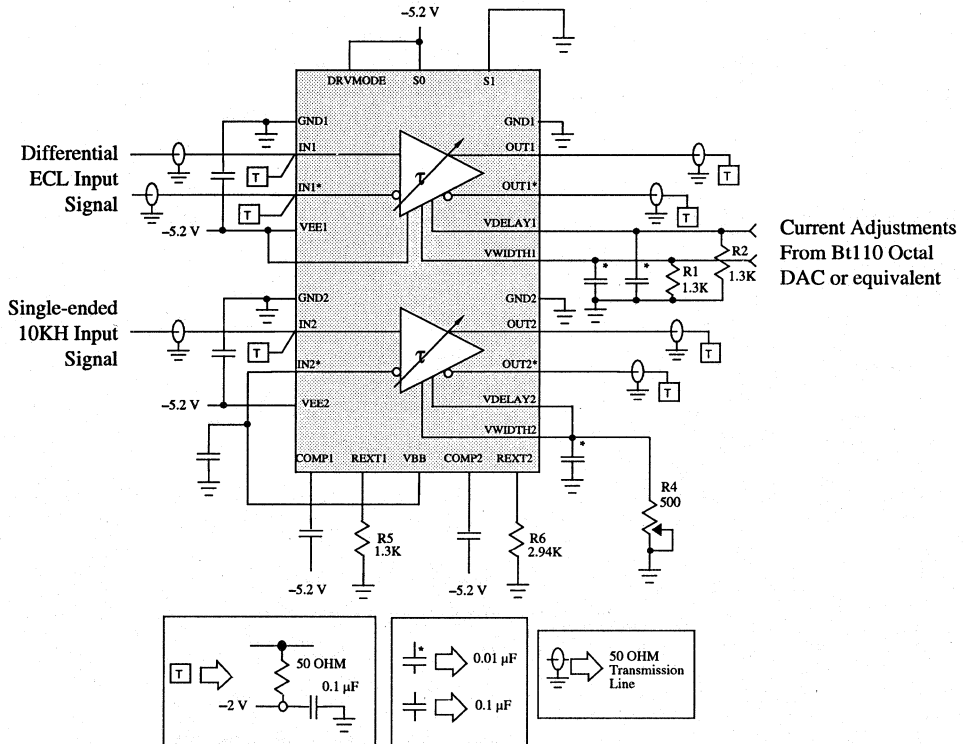 −5.2 V
DRVMODE S0 S1
GND1 GND1
Differential
ECL Input
Signal
IN1 OUT1
T T
τ
IN1* OUT1*
T T
−5.2 V VEE1 VDELAY1
VWIDTH1
* *
R1
1.3K
R2
1.3K
Current Adjustments
From Bt110 Octal
DAC or equivalent
GND2 GND2
Single-ended
10KH Input
Signal
IN2 OUT2
T T
τ
IN2* OUT2*
T
−5.2 V VEE2 VDELAY2
VWIDTH2
*
COMP1 REXT1 VBB COMP2 REXT2
R4
500
R5
1.3K
R6
2.94K
−5.2 V −5.2 V
T
50 OHM
0.1 µF
−2 V
*
0.01 µF
0.1 µF
50 OHM
Transmission
Line